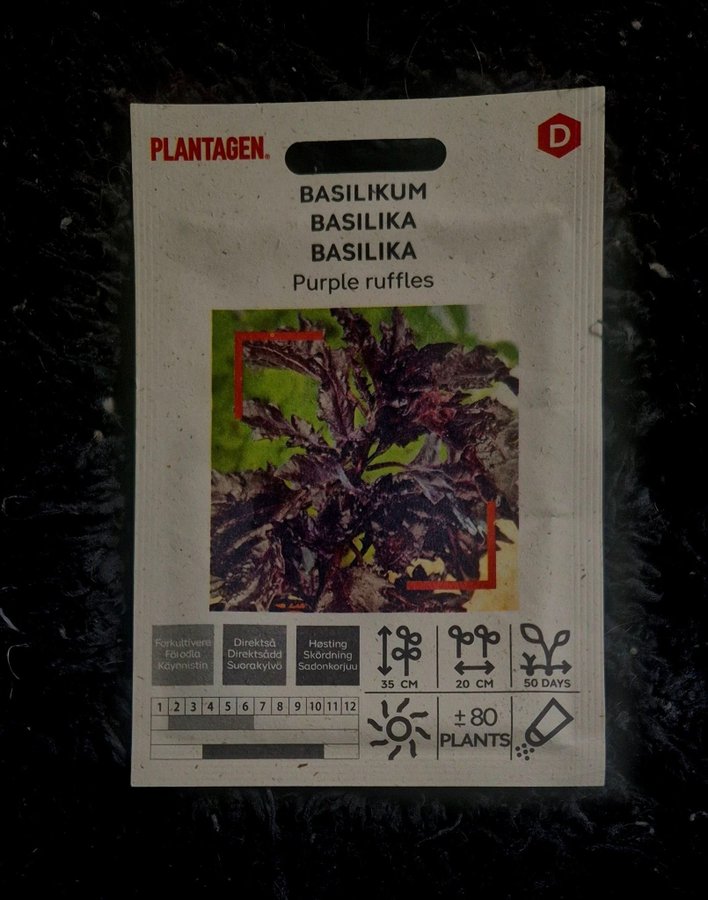 PLANTAGEN®
D
BASILIKUM
BASILIKA
BASILIKA
Purple ruffles
Forkultivere
Förodla
Käynnistin
Direktså
Direktsådd
Suorakylvö
Høsting
Skördning
Sadonkorjuu
35 CM
20 CM
50 DAYS
1 2 3 4 5 6 7 8 9 10 11 12
±80
PLANTS